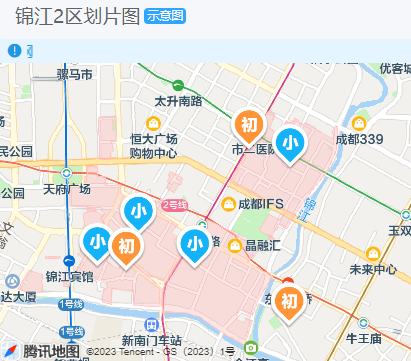 锦江2区划片图 示意图
优客城
骡马市
太升南路
恒大广场
购物中心
初
成都339
民公园
市二医院
小
天府广场
小
2号线
成都IFS
锦江
玉双
文
小 初 小
路
晶融汇
锦江宾馆
未来中心
达大厦
1号线
初
新南门车站
牛王庙
1号线
腾讯地图 ©2023 Tencent - GS（2023）1号